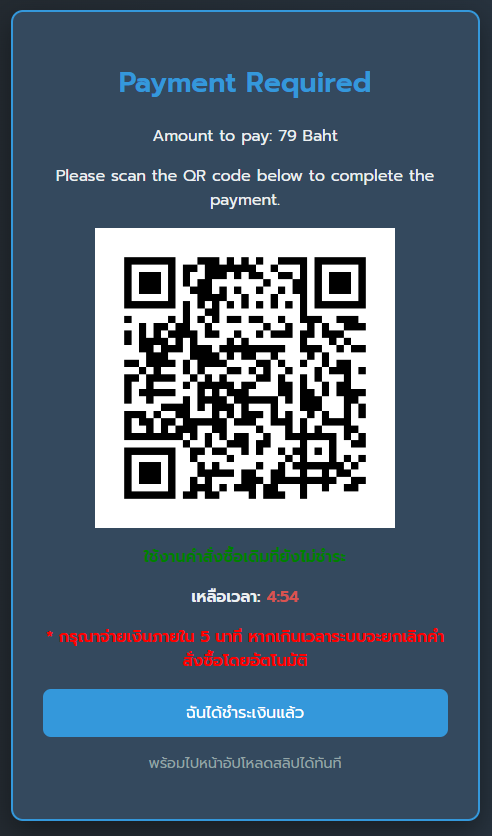 Payment Required
Amount to pay: 79 Baht
Please scan the QR code below to complete the
payment.
ใช้งานคำสั่งซื้อเดิมที่ยังไม่ชำระ
เหลือเวลา: 4:54
* กรุณาจ่ายเงินภายใน 5 นาที หากเกินเวลาระบบจะยกเลิกคำ
สั่งซื้อโดยอัตโนมัติ
ฉันได้ชำระเงินแล้ว
พร้อมไปหน้าอัปโหลดสลิปได้ทันที